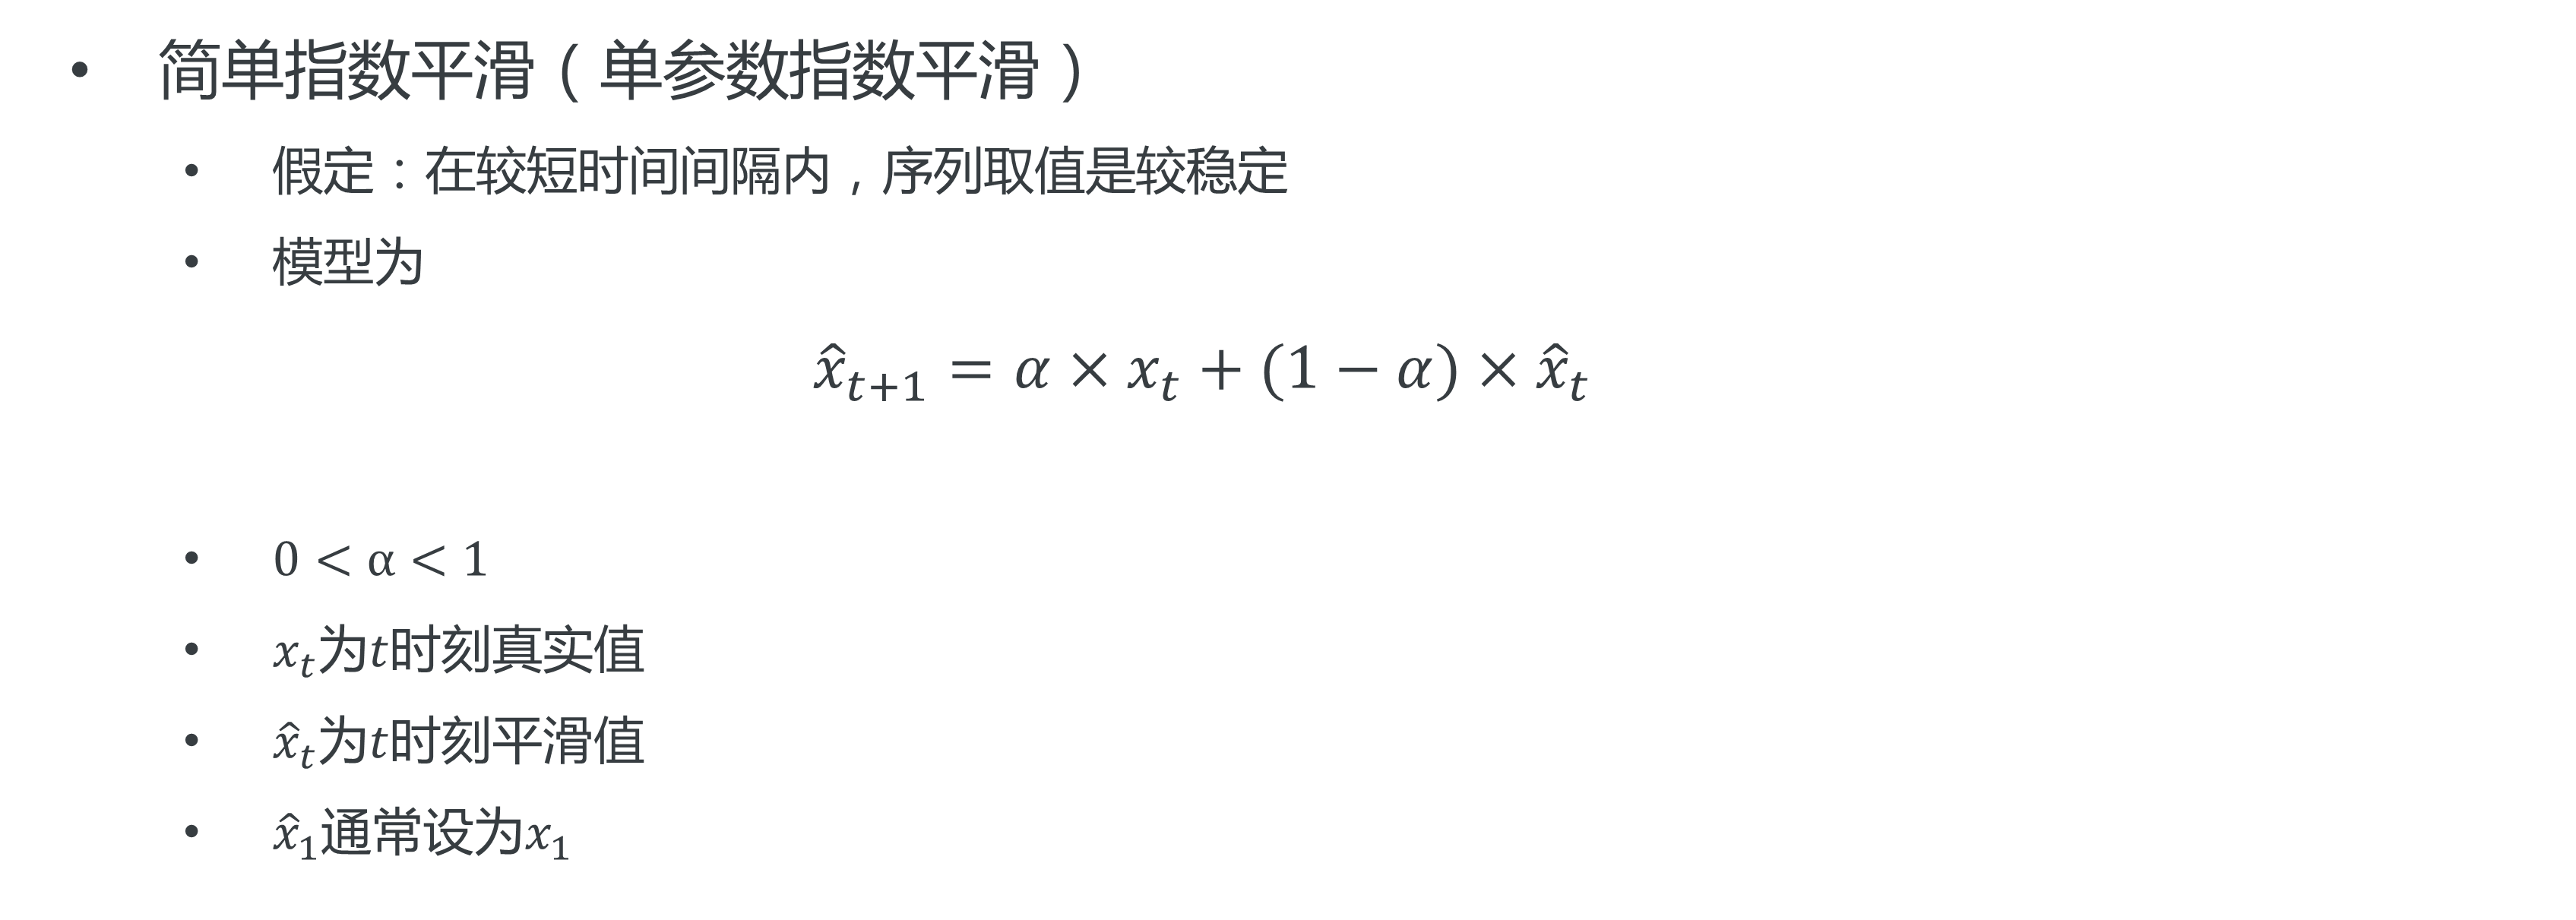 • 简单指数平滑（单参数指数平滑）
• 假定：在较短时间间隔内，序列取值是较稳定
• 模型为
x̂ₜ₊₁ = α × xₜ + (1 − α) × x̂ₜ
• 0 < α < 1
• xₜ为t时刻真实值
• x̂ₜ为t时刻平滑值
• x̂₁通常设为x₁